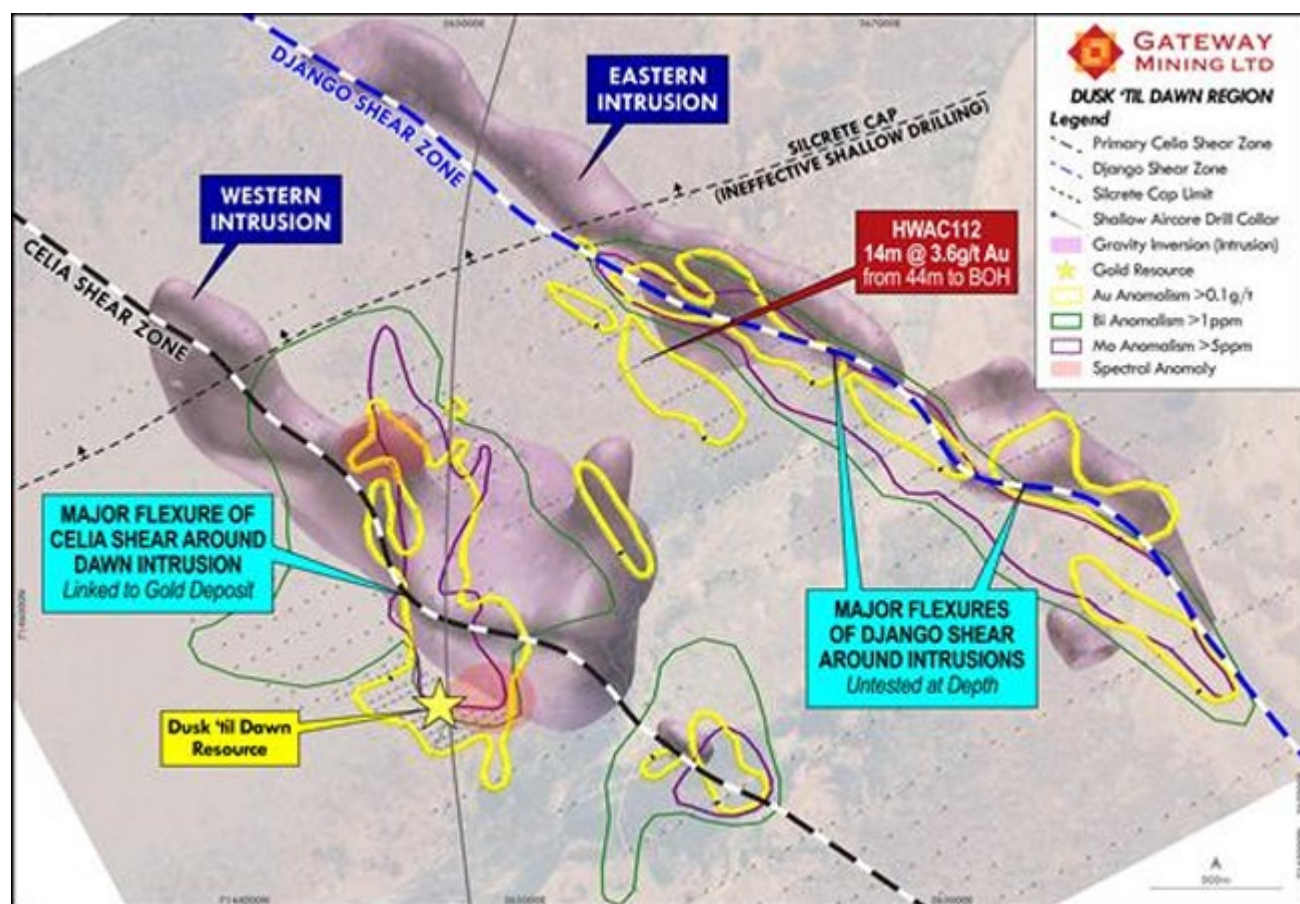 265000E
267000E
GATEWAY
MINING LTD
DUSK 'TIL DAWN REGION
Legend
Primary Celia Shear Zone
Django Shear Zone
Silcrete Cap Limit
Shallow Aircore Drill Collar
Gravity Inversion (Intrusion)
Gold Resource
Au Anomalism >0.1g/t
Bi Anomalism >1ppm
Mo Anomalism >5ppm
Spectral Anomaly
DJANGO SHEAR ZONE
EASTERN
INTRUSION
SILCRETE CAP
(INEFFECTIVE SHALLOW DRILLING)
WESTERN
INTRUSION
CELIA SHEAR ZONE
HWAC112
14m @ 3.6g/t Au
from 44m to BOH
MAJOR FLEXURE OF
CELIA SHEAR AROUND
DAWN INTRUSION
Linked to Gold Deposit
MAJOR FLEXURES
OF DJANGO SHEAR
AROUND INTRUSIONS
Untested at Depth
Dusk 'til Dawn
Resource
500m